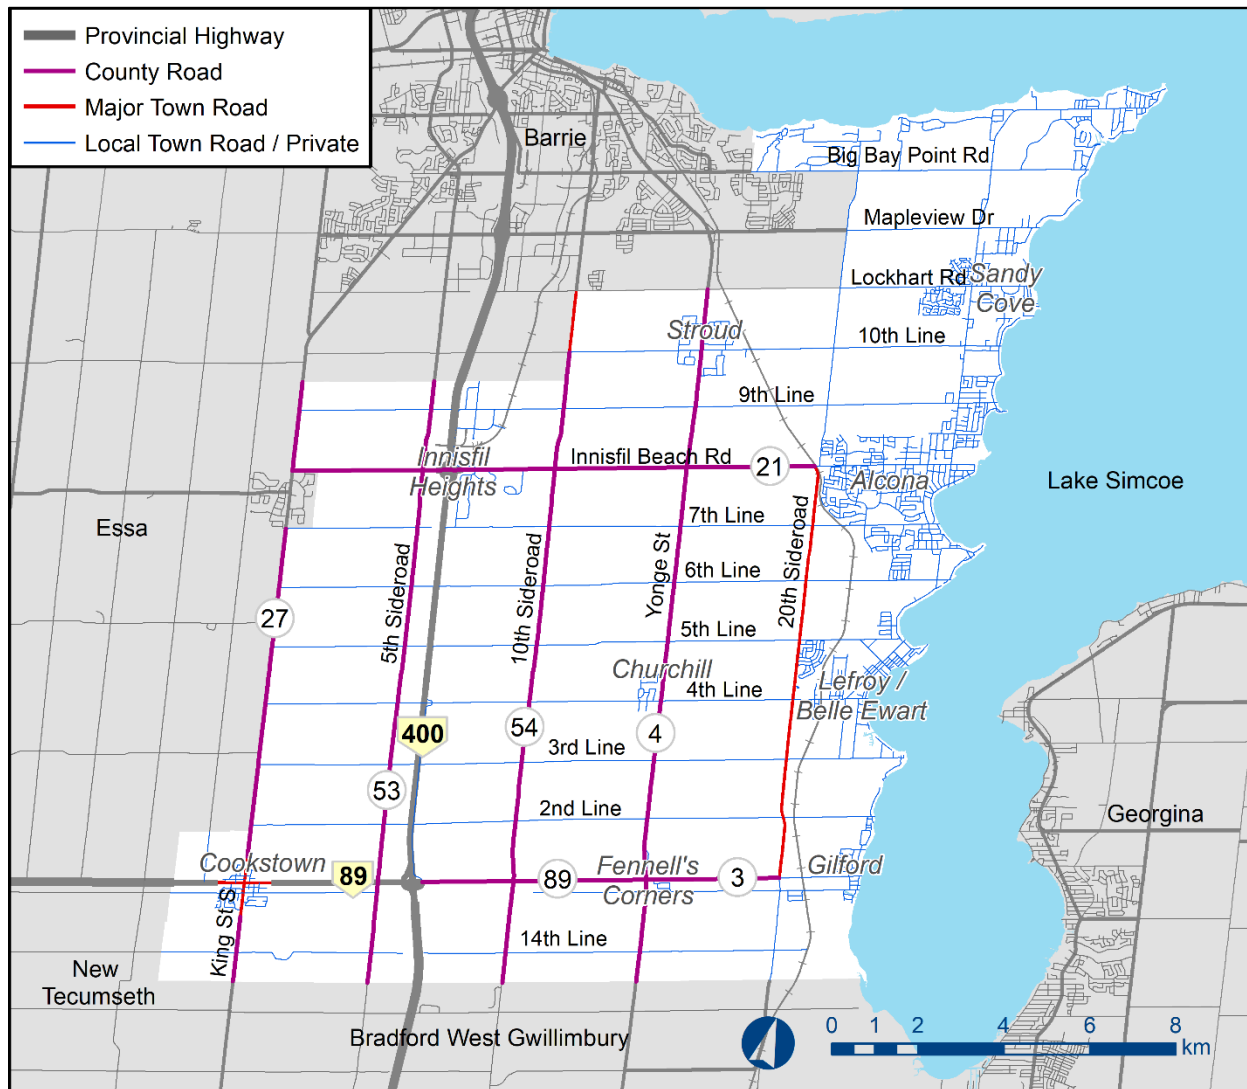 Provincial Highway
County Road
Major Town Road
Local Town Road / Private
Barrie
Big Bay Point Rd
Mapleview Dr
Lockhart Rd
Sandy
Cove
Stroud
10th Line
9th Line
Innisfil
Heights
Innisfil Beach Rd
21
Alcona
Lake Simcoe
Essa
7th Line
5th Sideroad
10th Sideroad
Yonge St
20th Sideroad
6th Line
27
5th Line
Churchill
4th Line
Lefroy /
Belle Ewart
400
54
4
3rd Line
53
2nd Line
Georgina
Cookstown
89
89
Fennell's
Corners
3
Gilford
King St S
14th Line
New
Tecumseth
Bradford West Gwillimbury
0 1 2 4 6 8
km